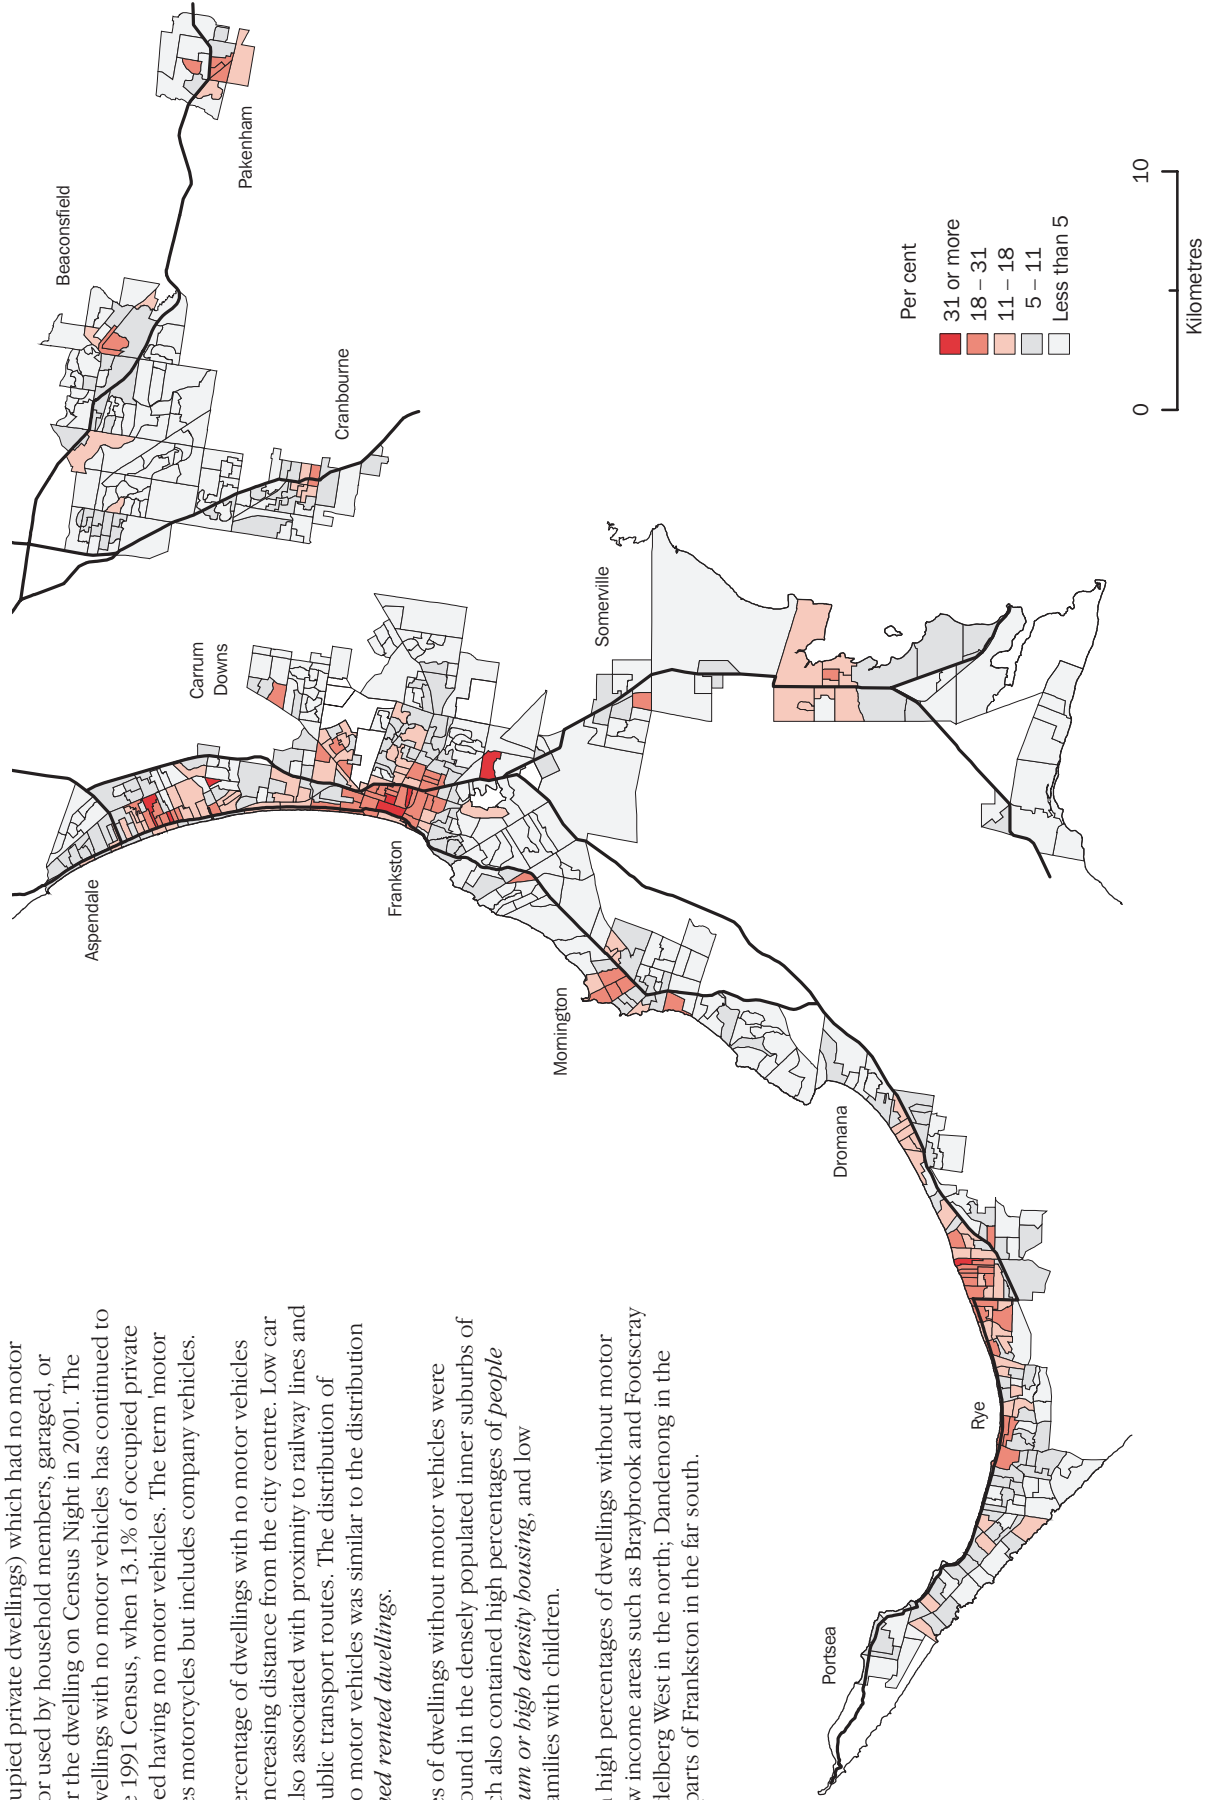 upied private dwellings) which had no motor
or used by household members, garaged, or
r the dwelling on Census Night in 2001. The
vellings with no motor vehicles has continued to
e 1991 Census, when 13.1% of occupied private
ed having no motor vehicles. The term 'motor
es motorcycles but includes company vehicles.
ercentage of dwellings with no motor vehicles
ncreasing distance from the city centre. Low car
lso associated with proximity to railway lines and
ublic transport routes. The distribution of
o motor vehicles was similar to the distribution
ed rented dwellings.
es of dwellings without motor vehicles were
ound in the densely populated inner suburbs of
ch also contained high percentages of people
um or high density housing, and low
amilies with children.
n high percentages of dwellings without motor
w income areas such as Braybrook and Footscray
delberg West in the north; Dandenong in the
parts of Frankston in the far south.
Beaconsfield
Pakenham
Aspendale
Carrum
Downs
Cranbourne
Frankston
Mornington
Somerville
Portsea
Dromana
Rye
Per cent
31 or more
18 – 31
11 – 18
5 – 11
Less than 5
0
10
Kilometres